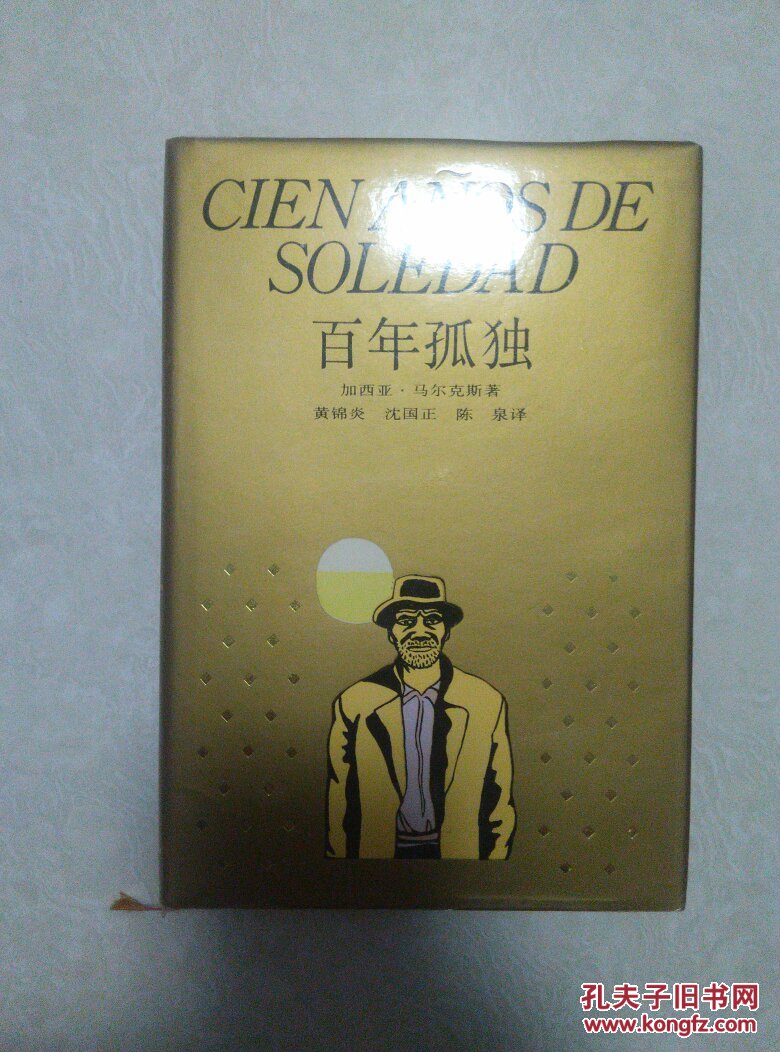 CIEN AÑOS DE
SOLEDAD
百年孤独
加西亚·马尔克斯著
黄锦炎 沈国正 陈 泉译
孔夫子旧书网
www.kongfz.com